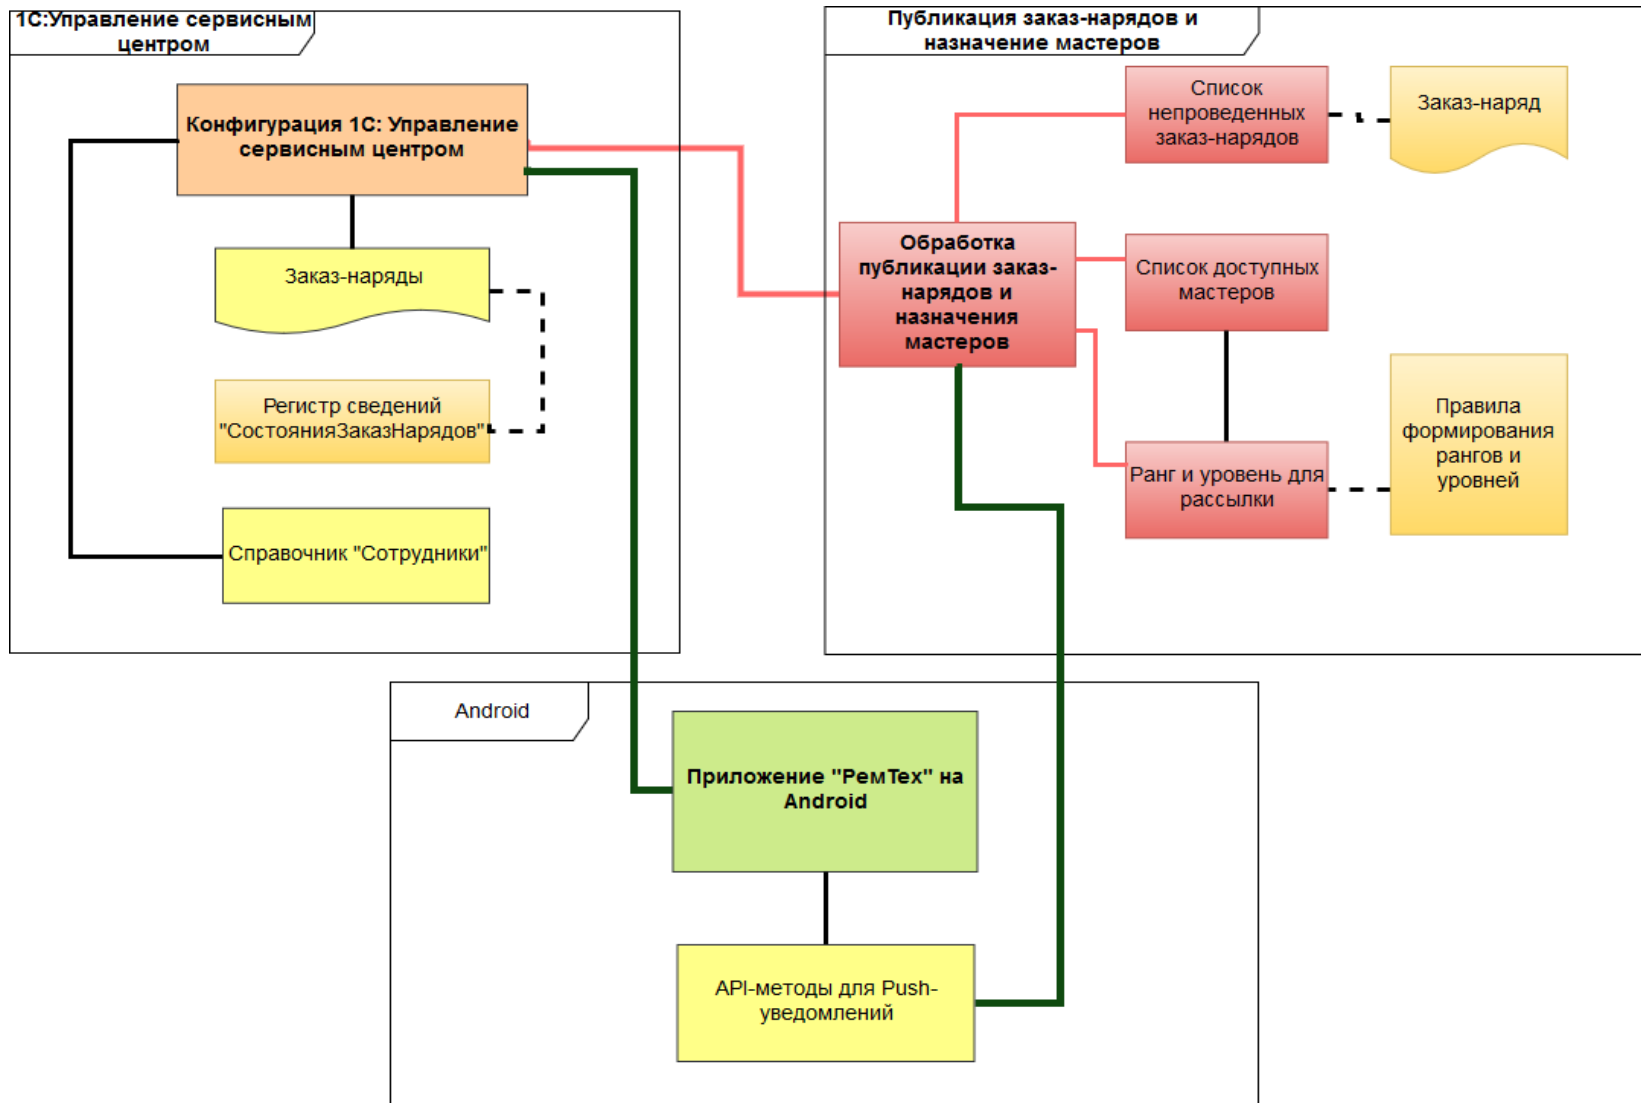 1С:Управление сервисным
центром
Конфигурация 1С: Управление
сервисным центром
Заказ-наряды
Регистр сведений
"СостоянияЗаказНарядов"
Справочник "Сотрудники"
Публикация заказ-нарядов и
назначение мастеров
Список
непроведенных
заказ-нарядов
Заказ-наряд
Обработка
публикации заказ-
нарядов и
назначения
мастеров
Список доступных
мастеров
Ранг и уровень для
рассылки
Правила
формирования
рангов и
уровней
Android
Приложение "РемТех" на
Android
API-методы для Push-
уведомлений